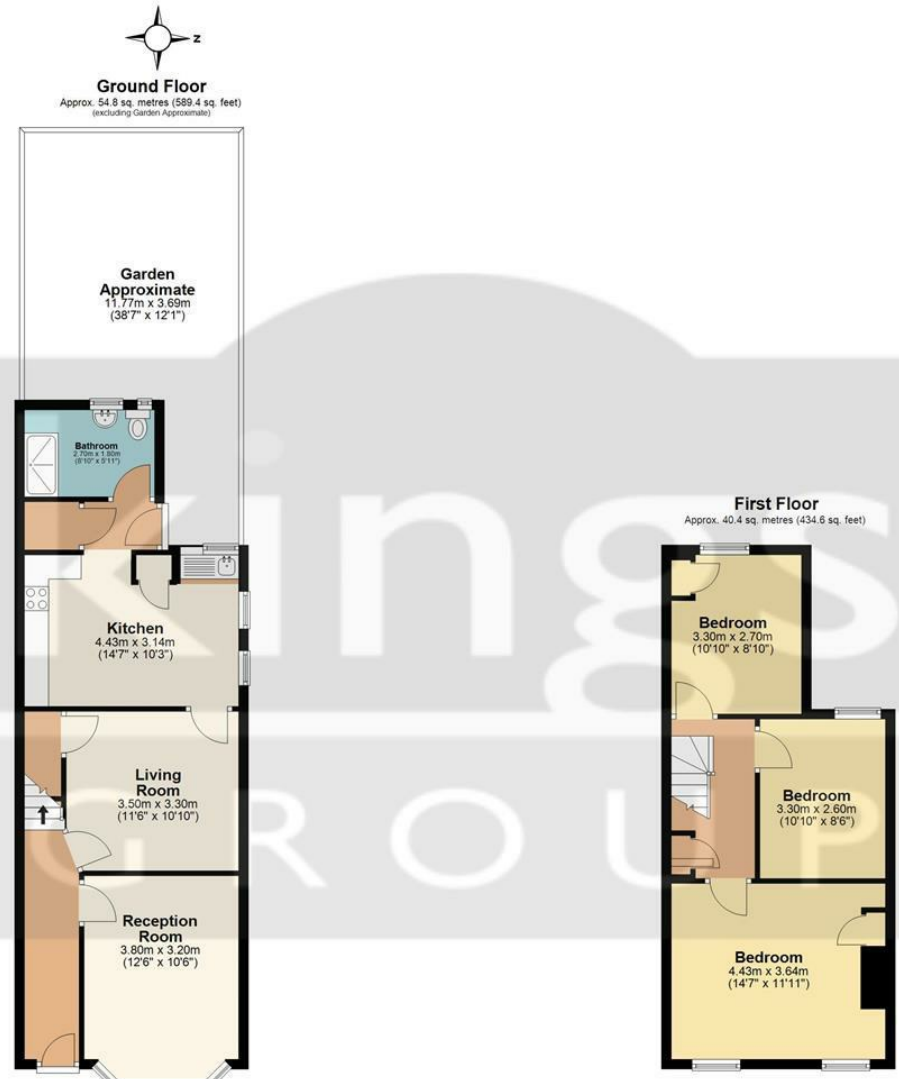 Z
Ground Floor
Approx. 54.8 sq. metres (589.4 sq. feet)
(excluding Garden Approximate)
Garden
Approximate
11.77m x 3.69m
(38'7" x 12'1")
Bathroom
2.70m x 1.80m
(8'10" x 5'11")
Kitchen
4.43m x 3.14m
(14'7" x 10'3")
Living
Room
3.50m x 3.30m
(11'6" x 10'10")
Reception
Room
3.80m x 3.20m
(12'6" x 10'6")
First Floor
Approx. 40.4 sq. metres (434.6 sq. feet)
Bedroom
3.30m x 2.70m
(10'10" x 8'10")
Bedroom
3.30m x 2.60m
(10'10" x 8'6")
Bedroom
4.43m x 3.64m
(14'7" x 11'11")
kings
GROUP